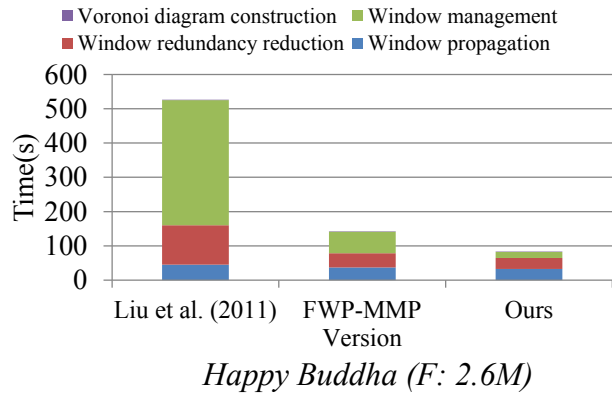 Voronoi diagram construction
Window management
Window redundancy reduction
Window propagation
600
500
400
300
200
100
0
Time(s)
Liu et al. (2011)
FWP-MMP
Version
Ours
Happy Buddha (F: 2.6M)